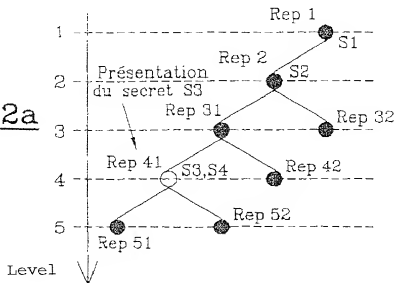 Rep 1
1
S1
Rep 2
S2
2
Présentation
du secret S3
2a
Rep 31
Rep 32
3
Rep 41
S3,S4
Rep 42
4
Rep 52
5
Rep 51
Level